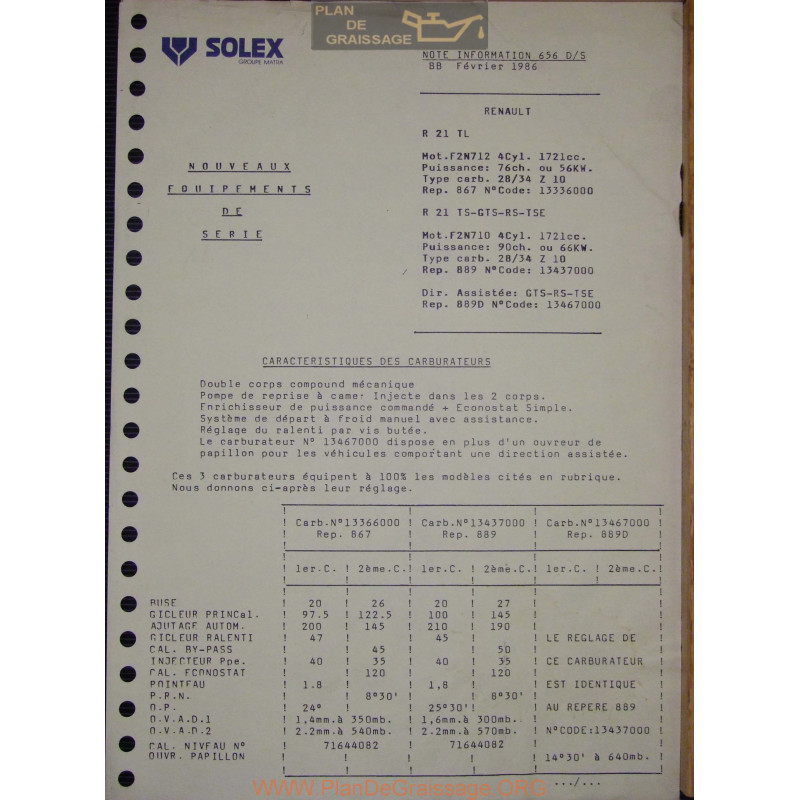 PLAN
DE
GRAISSAGE
SOLEX
GROUPE MATRA
NOTE INFORMATION 656 D/S
BB Février 1986
RENAULT
R 21 TL
Mot.F2N712 4Cyl. 1721cc.
Puissance: 76ch. ou 56KW.
Type carb. 28/34 Z 10
Rep. 867 N°Code: 13336000
R 21 TS-GTS-RS-TSE
Mot.F2N710 4Cyl. 1721cc.
Puissance: 90ch. ou 66KW.
Type carb. 28/34 Z 10
Rep. 889 N°Code: 13437000
Dir. Assistée: GTS-RS-TSE
Rep. 889D N°Code: 13467000
NOUVEAUX
EQUIPEMENTS
DE
SERIE
CARACTERISTIQUES DES CARBURATEURS
Double corps compound mécanique
Pompe de reprise à came: Injecte dans les 2 corps.
Enrichisseur de puissance commandé + Econostat Simple.
Système de départ à froid manuel avec assistance.
Réglage du ralenti par vis butée.
Le carburateur N° 13467000 dispose en plus d'un ouvreur de
papillon pour les véhicules comportant une direction assistée.
Ces 3 carburateurs équipent à 100% les modèles cités en rubrique.
Nous donnons ci-après leur réglage.
! Carb.N°13366000 ! Carb.N°13437000 ! Carb.N°13467000 !
! Rep. 867 ! Rep. 889 ! Rep. 889D !
! 1er.C. ! 2ème.C.! 1er.C. ! 2ème.C.! 1er.C. ! 2ème.C.!
BUSE ! 20 ! 26 ! 20 ! 27 ! !
GICLEUR PRINCal. ! 97.5 ! 122.5 ! 100 ! 145 ! !
AJUTAGE AUTOM. ! 200 ! 145 ! 210 ! 190 ! !
GICLEUR RALENTI ! 47 ! ! 45 ! ! LE REGLAGE DE !
CAL. BY-PASS ! ! 45 ! ! 50 ! !
INJECTEUR Ppe. ! 40 ! 35 ! 40 ! 35 ! CE CARBURATEUR !
CAL. ECONOSTAT ! ! 120 ! ! 120 ! !
POINTEAU ! 1.8 ! ! 1,8 ! ! EST IDENTIQUE !
P.R.N. ! ! 8°30' ! ! 8°30' ! !
O.P. ! 24° ! ! 25°30'! ! AU REPERE 889 !
O.V.A.D.1 ! 1,4mm.à 350mb. ! 1,6mm.à 300mb. ! !
O.V.A.D.2 ! 2.2mm.à 540mb. ! 2.2mm.à 570mb. ! N°CODE:13437000 !
CAL. NIVEAU N° ! 71644082 ! 71644082 ! !
OUVR. PAPILLON ! ! ! ! ! 14°30' à 640mb. !
.../...
© www.PlanDeGraissage.ORG